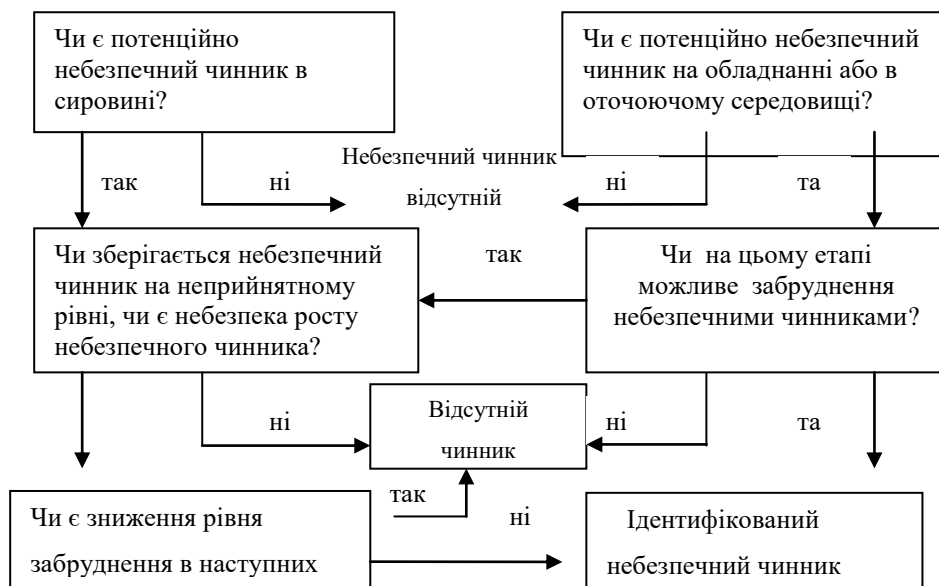 Чи є потенційно
небезпечний чинник в
сировині?
Чи є потенційно небезпечний
чинник на обладнанні або в
оточоючому середовищі?
Небезпечний чинник
відсутній
так
ні
ні
та
Чи зберігається небезпечний
чинник на неприйнятному
рівні, чи є небезпека росту
небезпечного чинника?
так
Чи на цьому етапі
можливе забруднення
небезпечними чинниками?
ні
Відсутній
чинник
ні
та
Чи є зниження рівня
забруднення в наступних
так
ні
Ідентифікований
небезпечний чинник